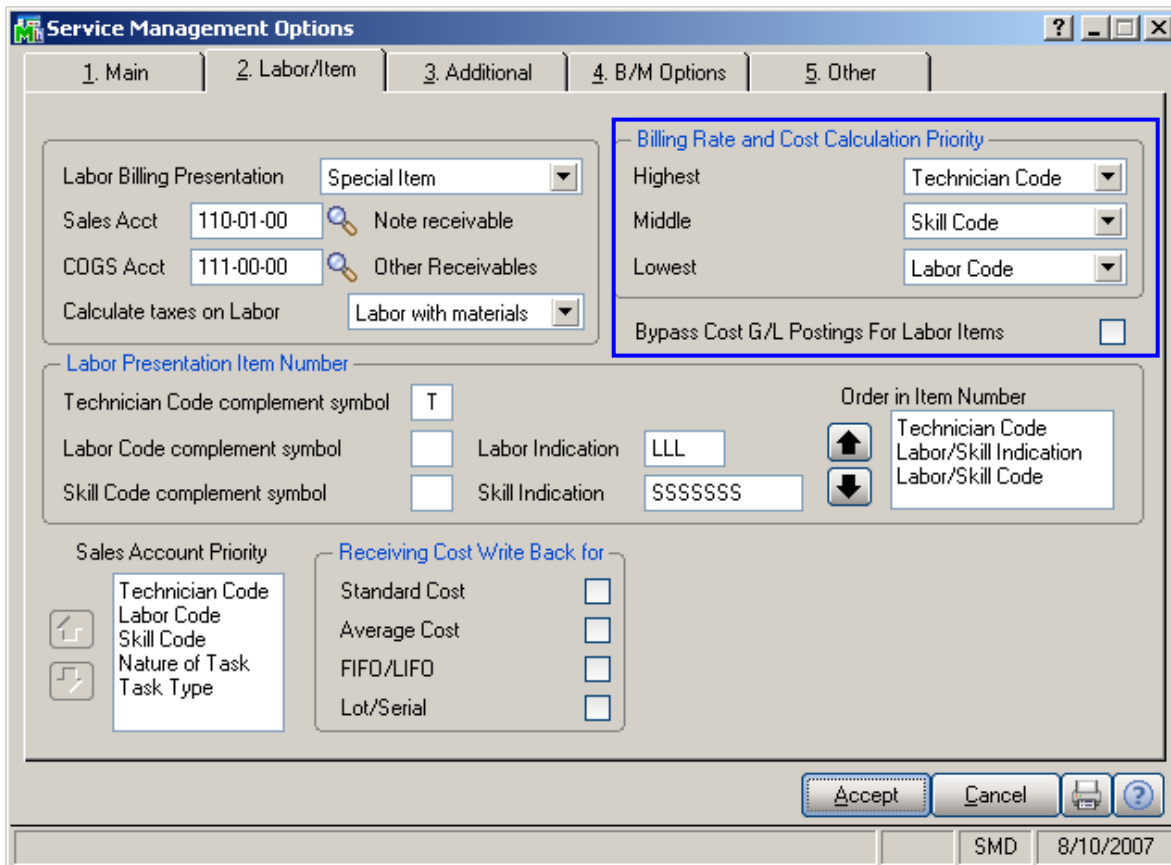 Service Management Options
1. Main
2. Labor/Item
3. Additional
4. B/M Options
5. Other
Labor Billing Presentation Special Item
Sales Acct 110-01-00 Note receivable
COGS Acct 111-00-00 Other Receivables
Calculate taxes on Labor Labor with materials
Billing Rate and Cost Calculation Priority
Highest Technician Code
Middle Skill Code
Lowest Labor Code
Bypass Cost G/L Postings For Labor Items
Labor Presentation Item Number
Technician Code complement symbol T
Labor Code complement symbol Labor Indication LLL
Skill Code complement symbol Skill Indication SSSSSSS
Order in Item Number
Technician Code
Labor/Skill Indication
Labor/Skill Code
Sales Account Priority
Technician Code
Labor Code
Skill Code
Nature of Task
Task Type
Receiving Cost Write Back for
Standard Cost
Average Cost
FIFO/LIFO
Lot/Serial
Accept
Cancel
SMD 8/10/2007